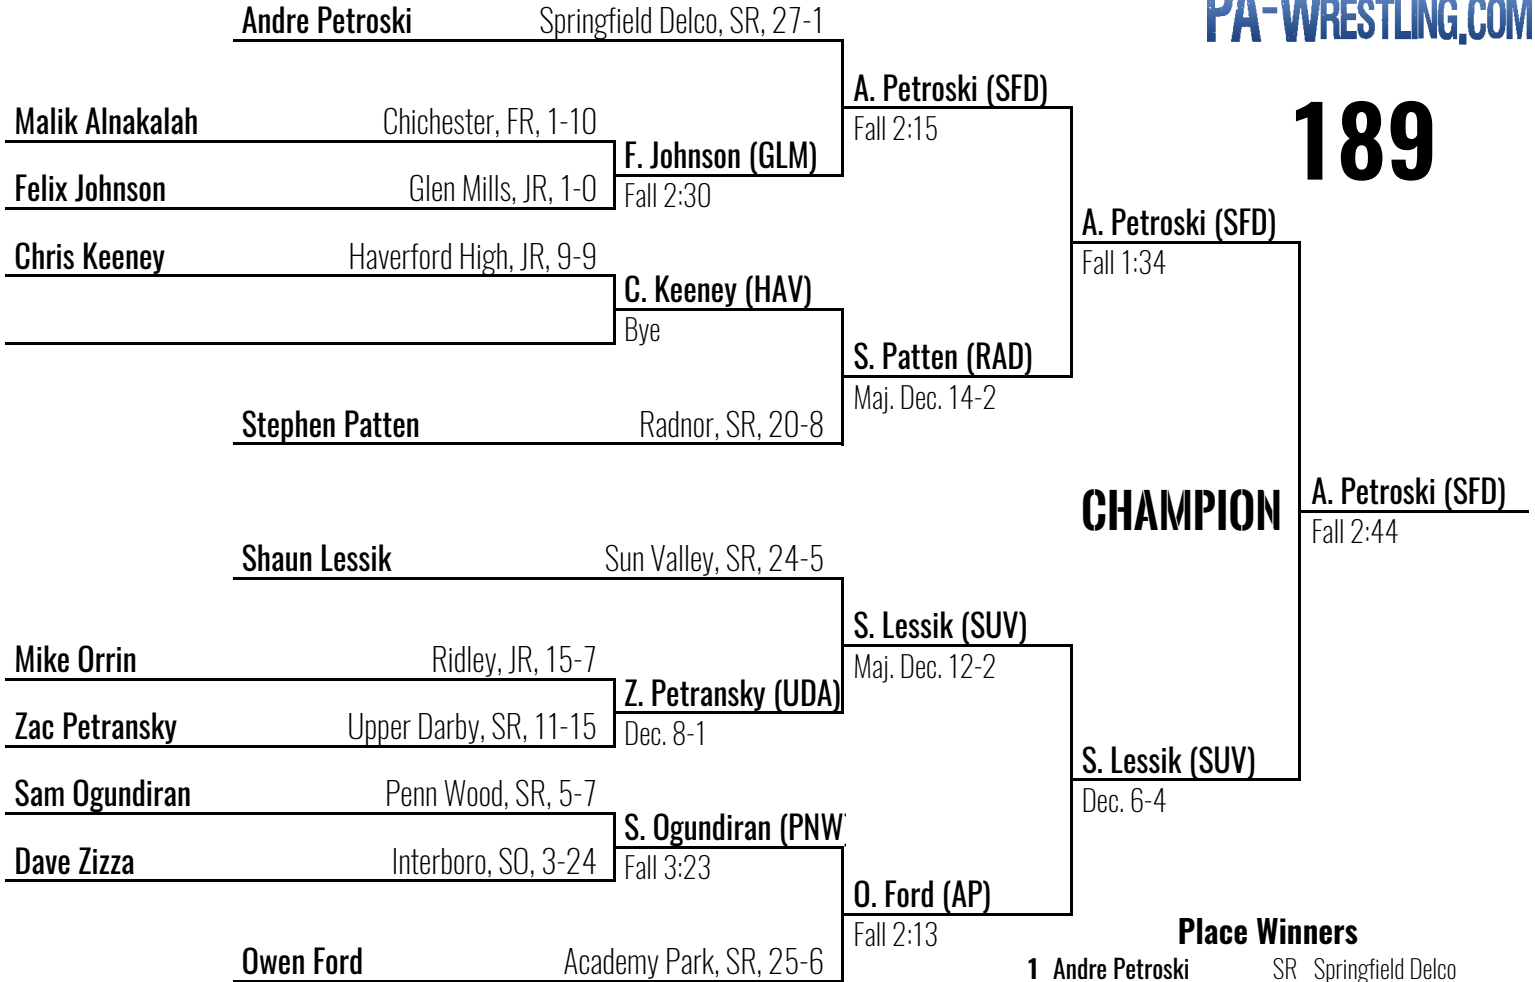 PA-WRESTLING.COM
189
Andre Petroski Springfield Delco, SR, 27-1
A. Petroski (SFD)
Fall 2:15
Malik Alnakalah Chichester, FR, 1-10
F. Johnson (GLM)
Felix Johnson Glen Mills, JR, 1-0
Fall 2:30
A. Petroski (SFD)
Fall 1:34
Chris Keeney Haverford High, JR, 9-9
C. Keeney (HAV)
Bye
S. Patten (RAD)
Maj. Dec. 14-2
Stephen Patten Radnor, SR, 20-8
CHAMPION
A. Petroski (SFD)
Fall 2:44
Shaun Lessik Sun Valley, SR, 24-5
S. Lessik (SUV)
Maj. Dec. 12-2
Mike Orrin Ridley, JR, 15-7
Z. Petransky (UDA)
Zac Petransky Upper Darby, SR, 11-15
Dec. 8-1
S. Lessik (SUV)
Dec. 6-4
Sam Ogundiran Penn Wood, SR, 5-7
S. Ogundiran (PNW)
Dave Zizza Interboro, SO, 3-24
Fall 3:23
O. Ford (AP)
Fall 2:13
Owen Ford Academy Park, SR, 25-6
Place Winners
1 Andre Petroski SR Springfield Delco